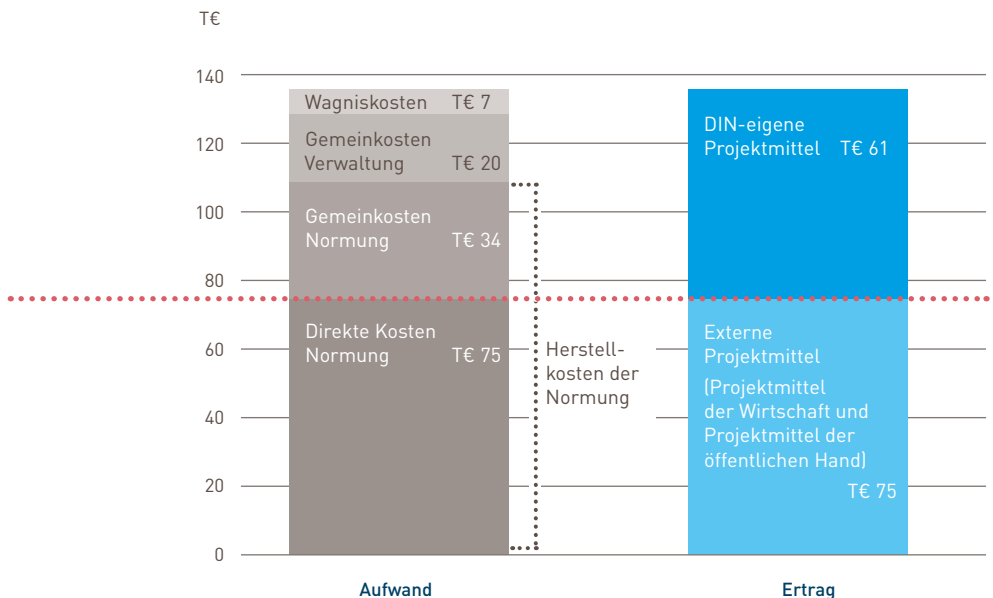 T€
140
120
100
80
60
40
20
0
Wagniskosten T€ 7
Gemeinkosten
Verwaltung T€ 20
Gemeinkosten
Normung T€ 34
Direkte Kosten
Normung T€ 75
Herstell-
kosten der
Normung
DIN-eigene
Projektmittel T€ 61
Externe
Projektmittel
(Projektmittel
der Wirtschaft und
Projektmittel der
öffentlichen Hand)
T€ 75
Aufwand
Ertrag